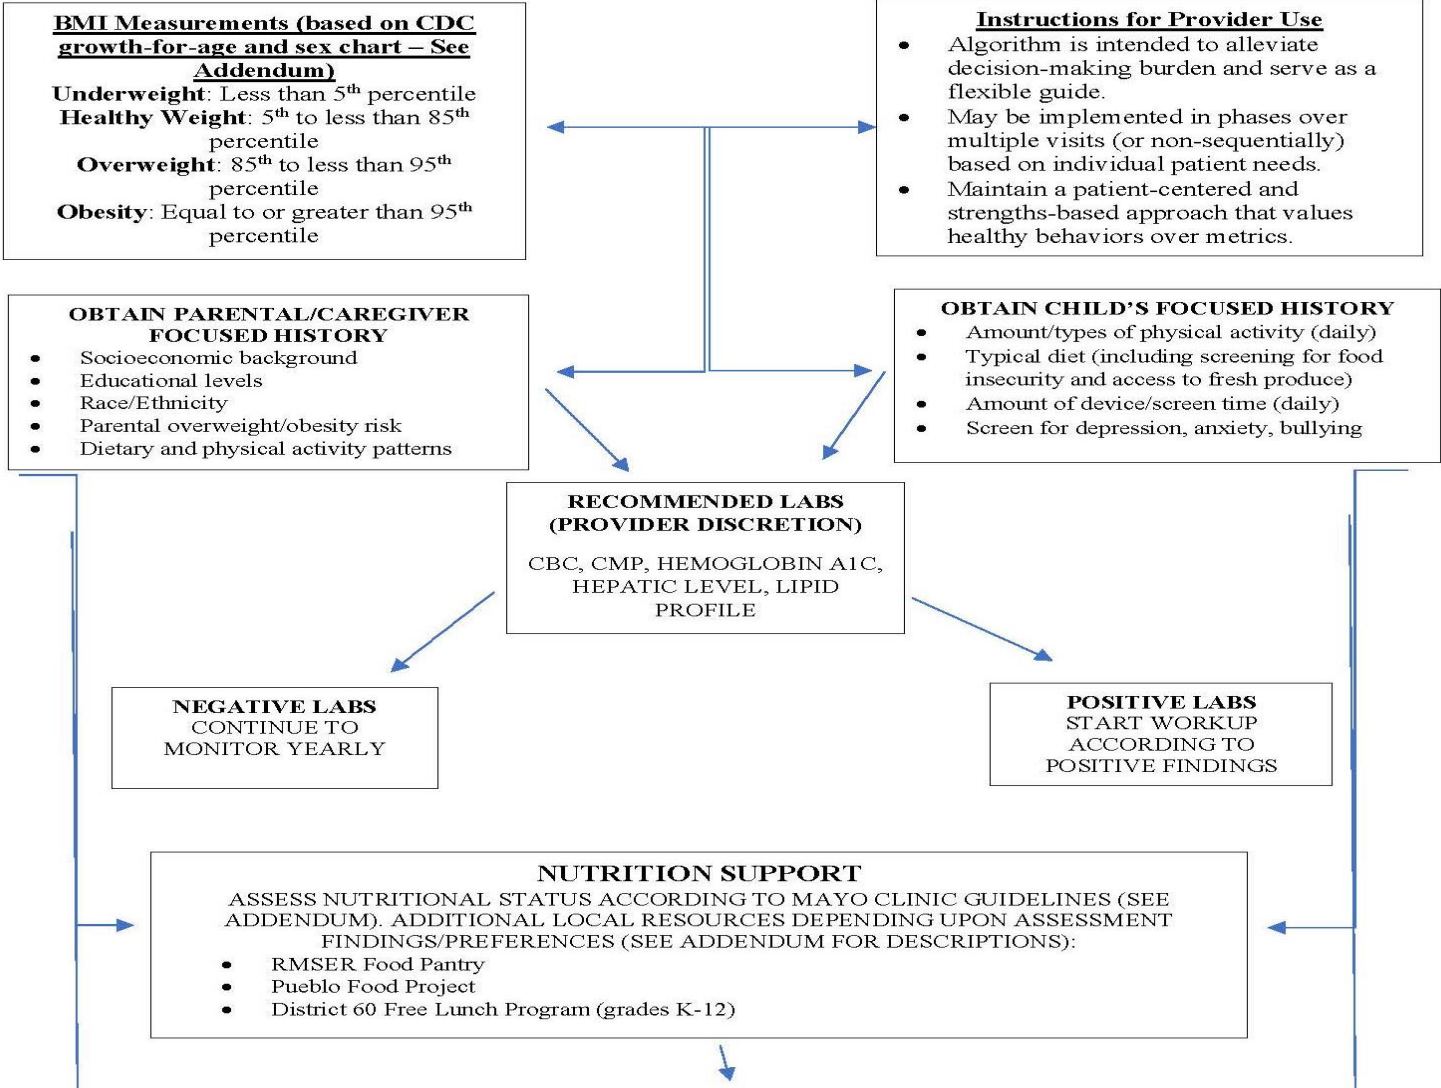 BMI Measurements (based on CDC
growth-for-age and sex chart – See
Addendum)
Underweight: Less than 5th percentile
Healthy Weight: 5th to less than 85th
percentile
Overweight: 85th to less than 95th
percentile
Obesity: Equal to or greater than 95th
percentile
Instructions for Provider Use
• Algorithm is intended to alleviate
decision-making burden and serve as a
flexible guide.
• May be implemented in phases over
multiple visits (or non-sequentially)
based on individual patient needs.
• Maintain a patient-centered and
strengths-based approach that values
healthy behaviors over metrics.
OBTAIN PARENTAL/CAREGIVER
FOCUSED HISTORY
• Socioeconomic background
• Educational levels
• Race/Ethnicity
• Parental overweight/obesity risk
• Dietary and physical activity patterns
OBTAIN CHILD’S FOCUSED HISTORY
• Amount/types of physical activity (daily)
• Typical diet (including screening for food
insecurity and access to fresh produce)
• Amount of device/screen time (daily)
• Screen for depression, anxiety, bullying
RECOMMENDED LABS
(PROVIDER DISCRETION)
CBC, CMP, HEMOGLOBIN A1C,
HEPATIC LEVEL, LIPID
PROFILE
NEGATIVE LABS
CONTINUE TO
MONITOR YEARLY
POSITIVE LABS
START WORKUP
ACCORDING TO
POSITIVE FINDINGS
NUTRITION SUPPORT
ASSESS NUTRITIONAL STATUS ACCORDING TO MAYO CLINIC GUIDELINES (SEE
ADDENDUM). ADDITIONAL LOCAL RESOURCES DEPENDING UPON ASSESSMENT
FINDINGS/PREFERENCES (SEE ADDENDUM FOR DESCRIPTIONS):
• RMSER Food Pantry
• Pueblo Food Project
• District 60 Free Lunch Program (grades K-12)